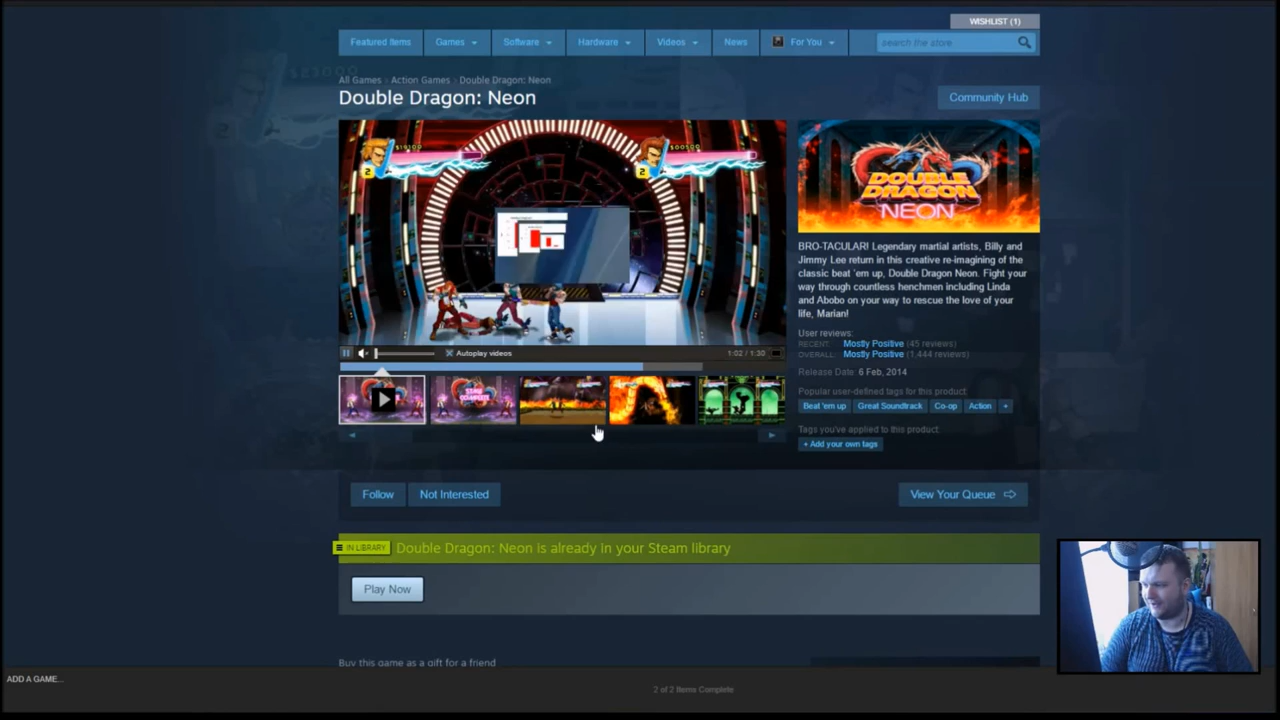 WISHLIST (1)
Featured Items
Games
Software
Hardware
Videos
News
For You
search the store
All Games › Action Games › Double Dragon: Neon
Double Dragon: Neon
Community Hub
2
2
DOUBLE
DRAGON
NEON
BRO-TACULAR! Legendary martial artists, Billy and
Jimmy Lee return in this creative re-imagining of the
classic beat 'em up, Double Dragon Neon. Fight your
way through countless henchmen including Linda
and Abobo on your way to rescue the love of your
life, Marian!
User reviews:
RECENT: Mostly Positive (45 reviews)
OVERALL: Mostly Positive (1,444 reviews)
Release Date: 6 Feb, 2014
Autoplay videos
1:02 / 1:30
Popular user-defined tags for this product:
Beat 'em up
Great Soundtrack
Co-op
Action
+
Tags you've applied to this product:
+ Add your own tags
Follow
Not Interested
View Your Queue
IN LIBRARY
Double Dragon: Neon is already in your Steam library
Play Now
Buy this game as a gift for a friend
ADD A GAME...
2 of 2 Items Complete